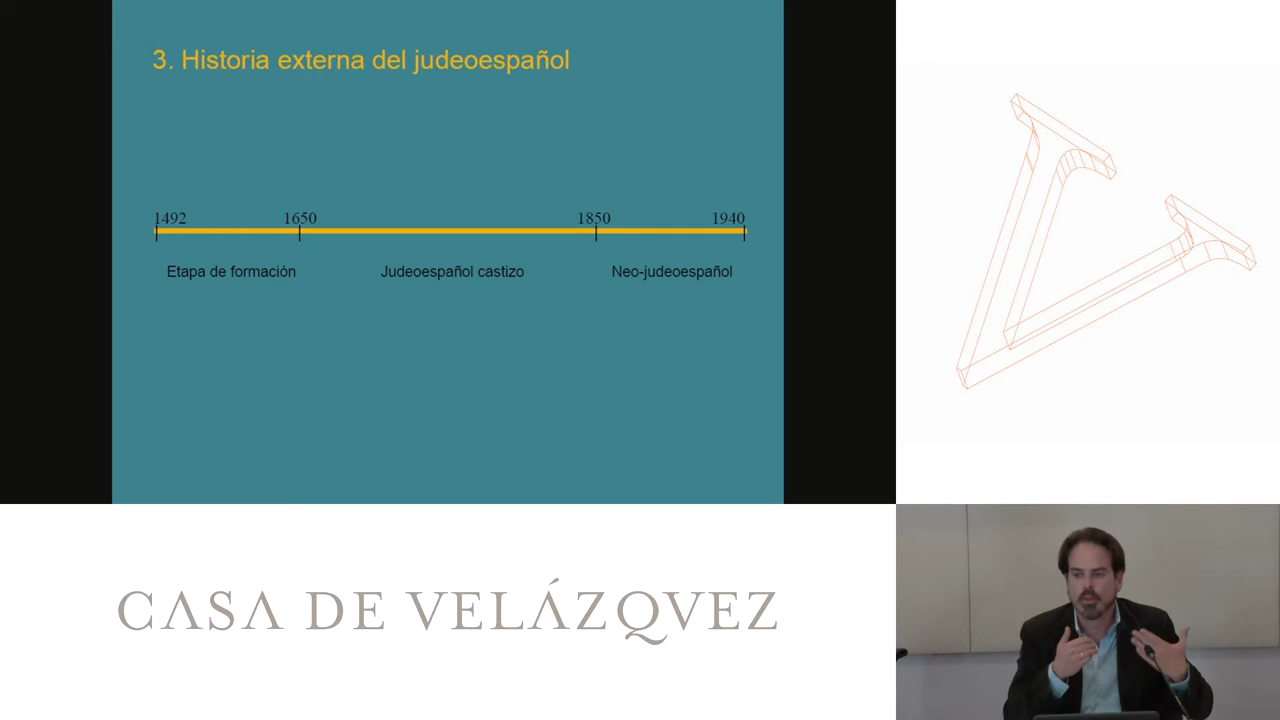 3. Historia externa del judeoespañol
1492 1650 1850 1940
Etapa de formación Judeoespañol castizo Neo-judeoespañol
CASA DE VELÁZQVEZ